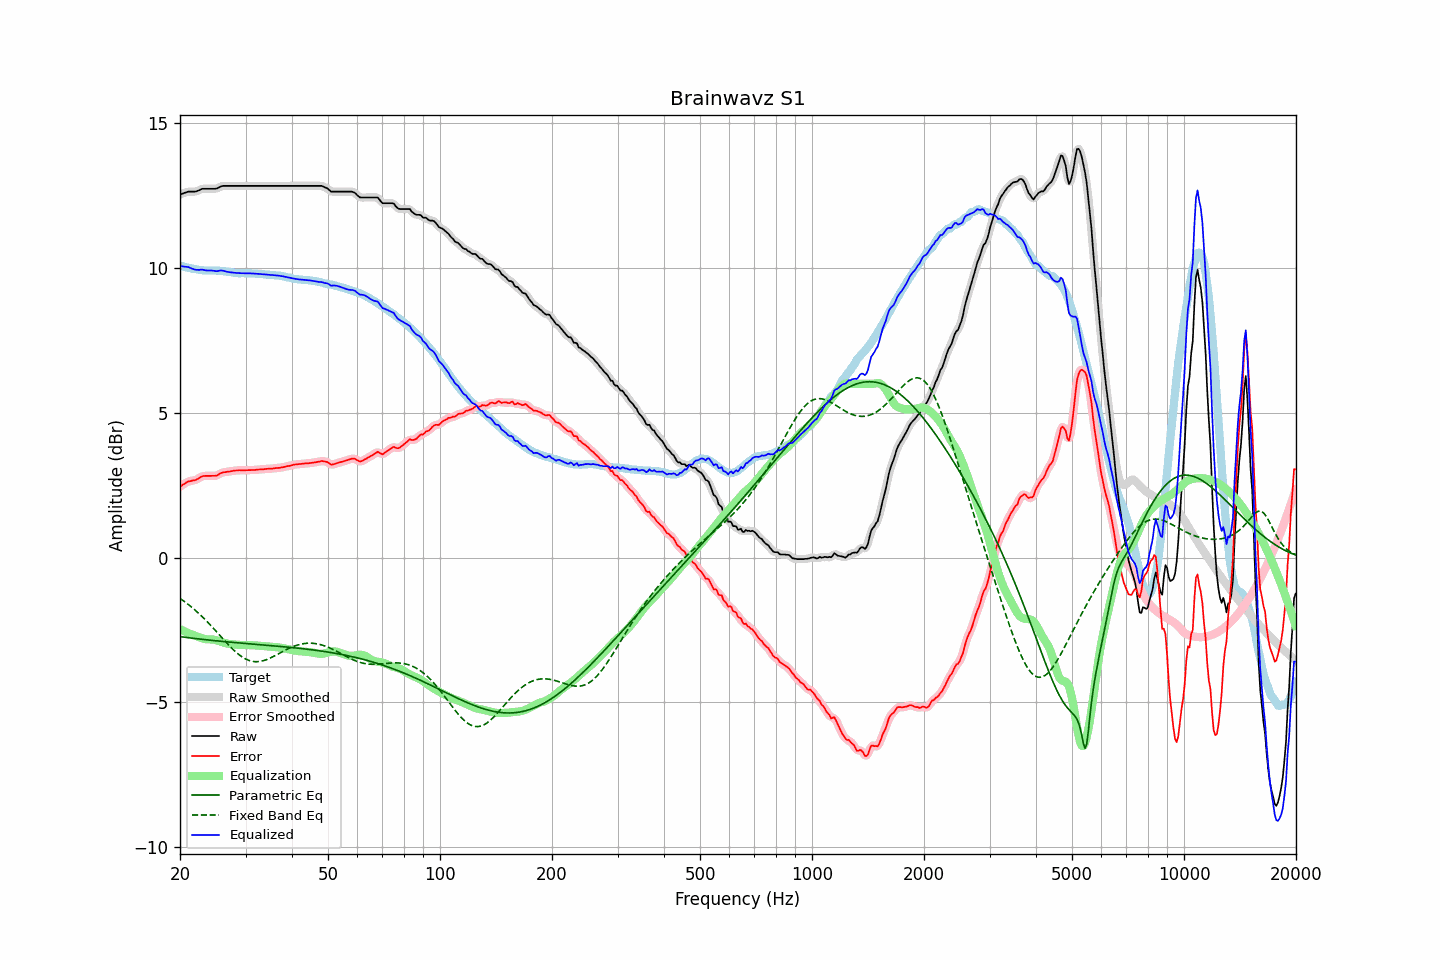 Brainwavz S1
Amplitude (dBr)
15
10
5
0
−5
−10
Target
Raw Smoothed
Error Smoothed
Raw
Error
Equalization
Parametric Eq
Fixed Band Eq
Equalized
20 50 100 200 500 1000 2000 5000 10000 20000
Frequency (Hz)